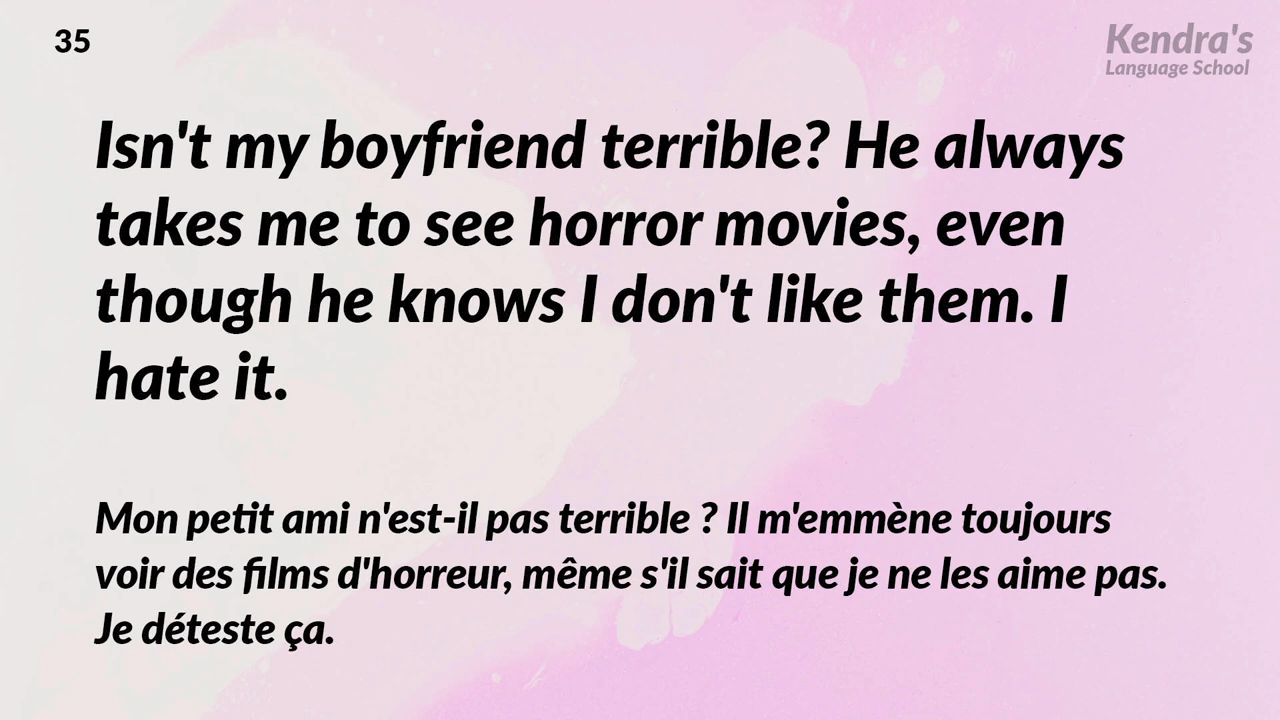 35
Kendra's
Language School
Isn't my boyfriend terrible? He always
takes me to see horror movies, even
though he knows I don't like them. I
hate it.
Mon petit ami n'est-il pas terrible ? Il m'emmène toujours
voir des films d'horreur, même s'il sait que je ne les aime pas.
Je déteste ça.